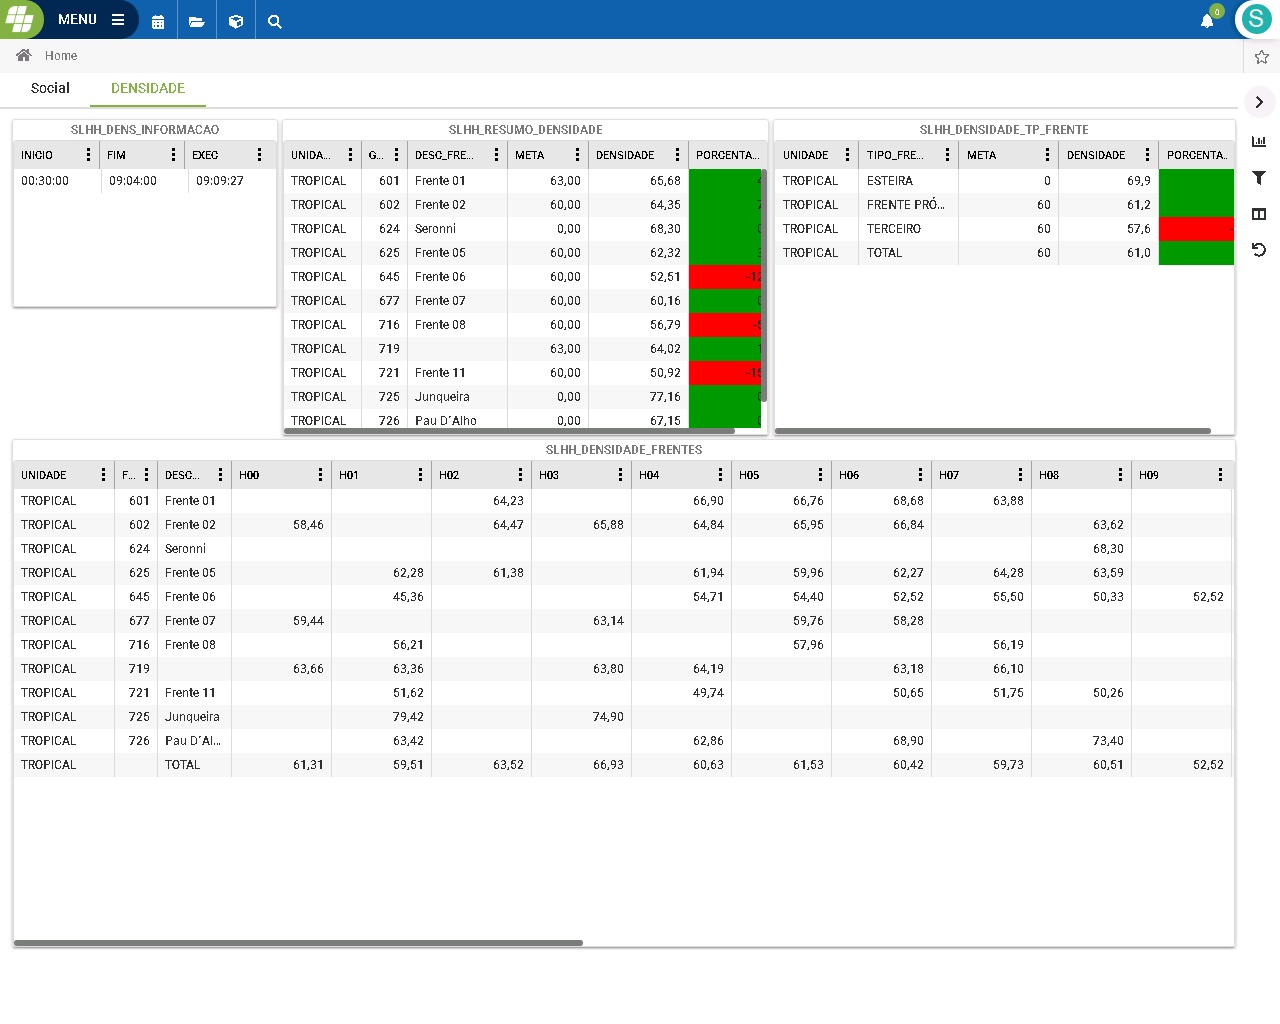 MENU
0
S
Home
Social DENSIDADE
SLHH_DENS_INFORMACAO
INICIO FIM EXEC
00:30:00 09:04:00 09:09:27
SLHH_RESUMO_DENSIDADE
UNIDA... G... DESC_FRE... META DENSIDADE PORCENTA...
TROPICAL 601 Frente 01 63,00 65,68
TROPICAL 602 Frente 02 60,00 64,35
TROPICAL 624 Seronni 0,00 68,30
TROPICAL 625 Frente 05 60,00 62,32
TROPICAL 645 Frente 06 60,00 52,51
TROPICAL 677 Frente 07 60,00 60,16
TROPICAL 716 Frente 08 60,00 56,79
TROPICAL 719 63,00 64,02
TROPICAL 721 Frente 11 60,00 50,92
TROPICAL 725 Junqueira 0,00 77,16
TROPICAL 726 Pau D´Alho 0,00 67,15
SLHH_DENSIDADE_TP_FRENTE
UNIDADE TIPO_FRE... META DENSIDADE PORCENTA..
TROPICAL ESTEIRA 0 69,9
TROPICAL FRENTE PRÓ... 60 61,2
TROPICAL TERCEIRO 60 57,6
TROPICAL TOTAL 60 61,0
SLHH_DENSIDADE_FRENTES
UNIDADE F... DESC... H00 H01 H02 H03 H04 H05 H06 H07 H08 H09
TROPICAL 601 Frente 01 64,23 66,90 66,76 68,68 63,88
TROPICAL 602 Frente 02 58,46 64,47 65,88 64,84 65,95 66,84 63,62
TROPICAL 624 Seronni 68,30
TROPICAL 625 Frente 05 62,28 61,38 61,94 59,96 62,27 64,28 63,59
TROPICAL 645 Frente 06 45,36 54,71 54,40 52,52 55,50 50,33 52,52
TROPICAL 677 Frente 07 59,44 63,14 59,76 58,28
TROPICAL 716 Frente 08 56,21 57,96 56,19
TROPICAL 719 63,66 63,36 63,80 64,19 63,18 66,10
TROPICAL 721 Frente 11 51,62 49,74 50,65 51,75 50,26
TROPICAL 725 Junqueira 79,42 74,90
TROPICAL 726 Pau D´Al... 63,42 62,86 68,90 73,40
TROPICAL TOTAL 61,31 59,51 63,52 66,93 60,63 61,53 60,42 59,73 60,51 52,52